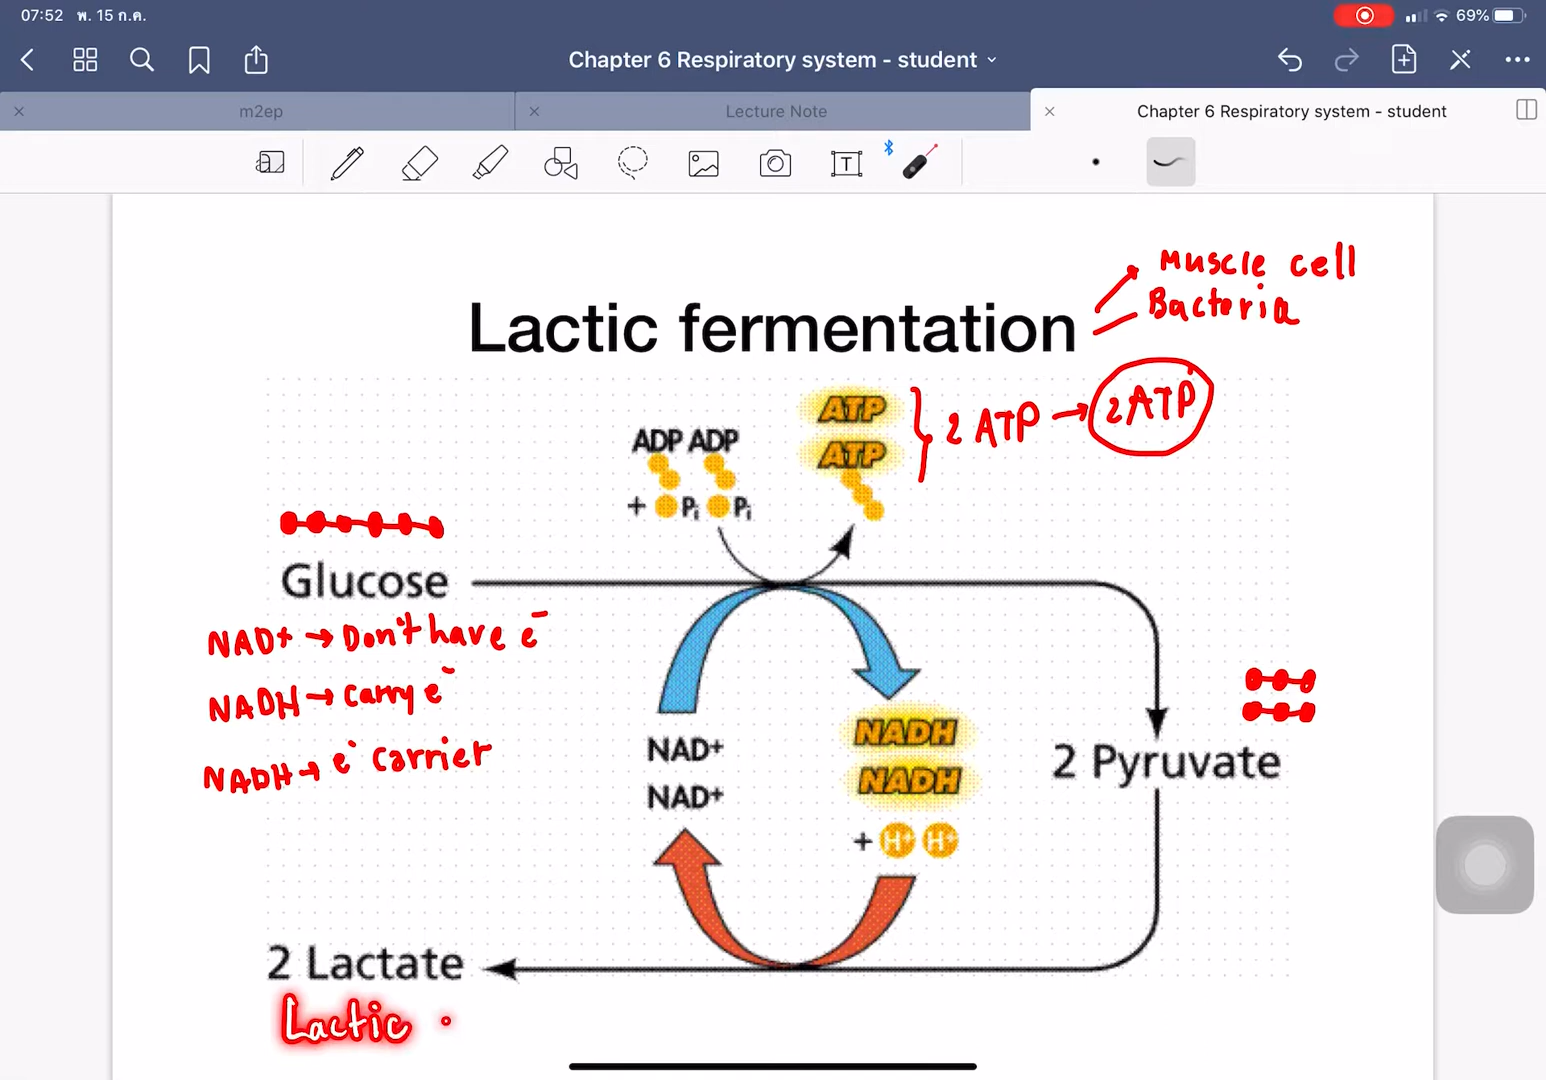 07:52 พ. 15 ก.ค.
69%
Chapter 6 Respiratory system - student
m2ep
Lecture Note
Chapter 6 Respiratory system - student
Muscle cell
Bacteria
Lactic fermentation
ATP
ATP
2 ATP → 2 ATP
ADP ADP
+ Pi Pi
Glucose
NAD+ → Don't have e-
NADH → carry e-
NADH → e- carrier
NAD+
NAD+
NADH
NADH
+ H+ H+
2 Pyruvate
2 Lactate
Lactic